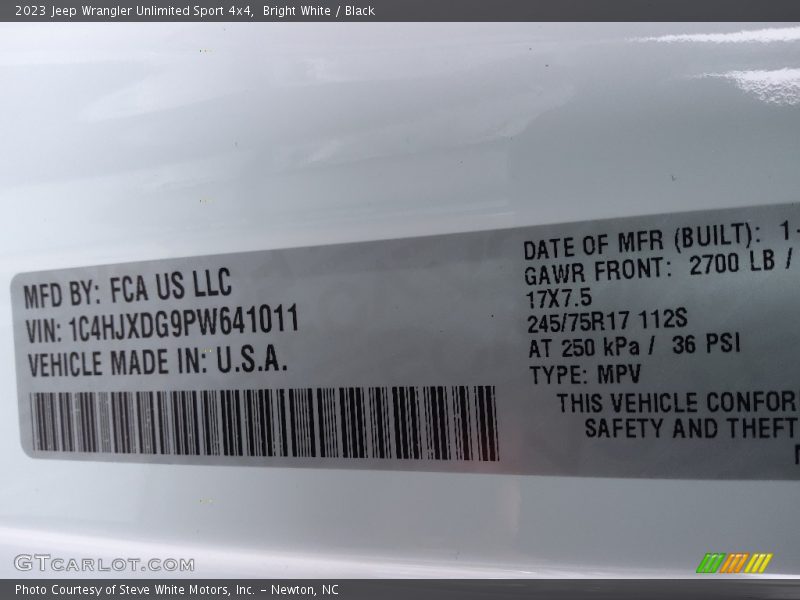 2023 Jeep Wrangler Unlimited Sport 4x4,  Bright White / Black
MFD BY: FCA US LLC
VIN: 1C4HJXDG9PW641011
VEHICLE MADE IN: U.S.A.
DATE OF MFR (BUILT): 1-
GAWR FRONT: 2700 LB /
17X7.5
245/75R17 112S
AT 250 kPa / 36 PSI
TYPE: MPV
THIS VEHICLE CONFOR
SAFETY AND THEFT
GTCARLOT.COM
Photo Courtesy of Steve White Motors, Inc. – Newton, NC